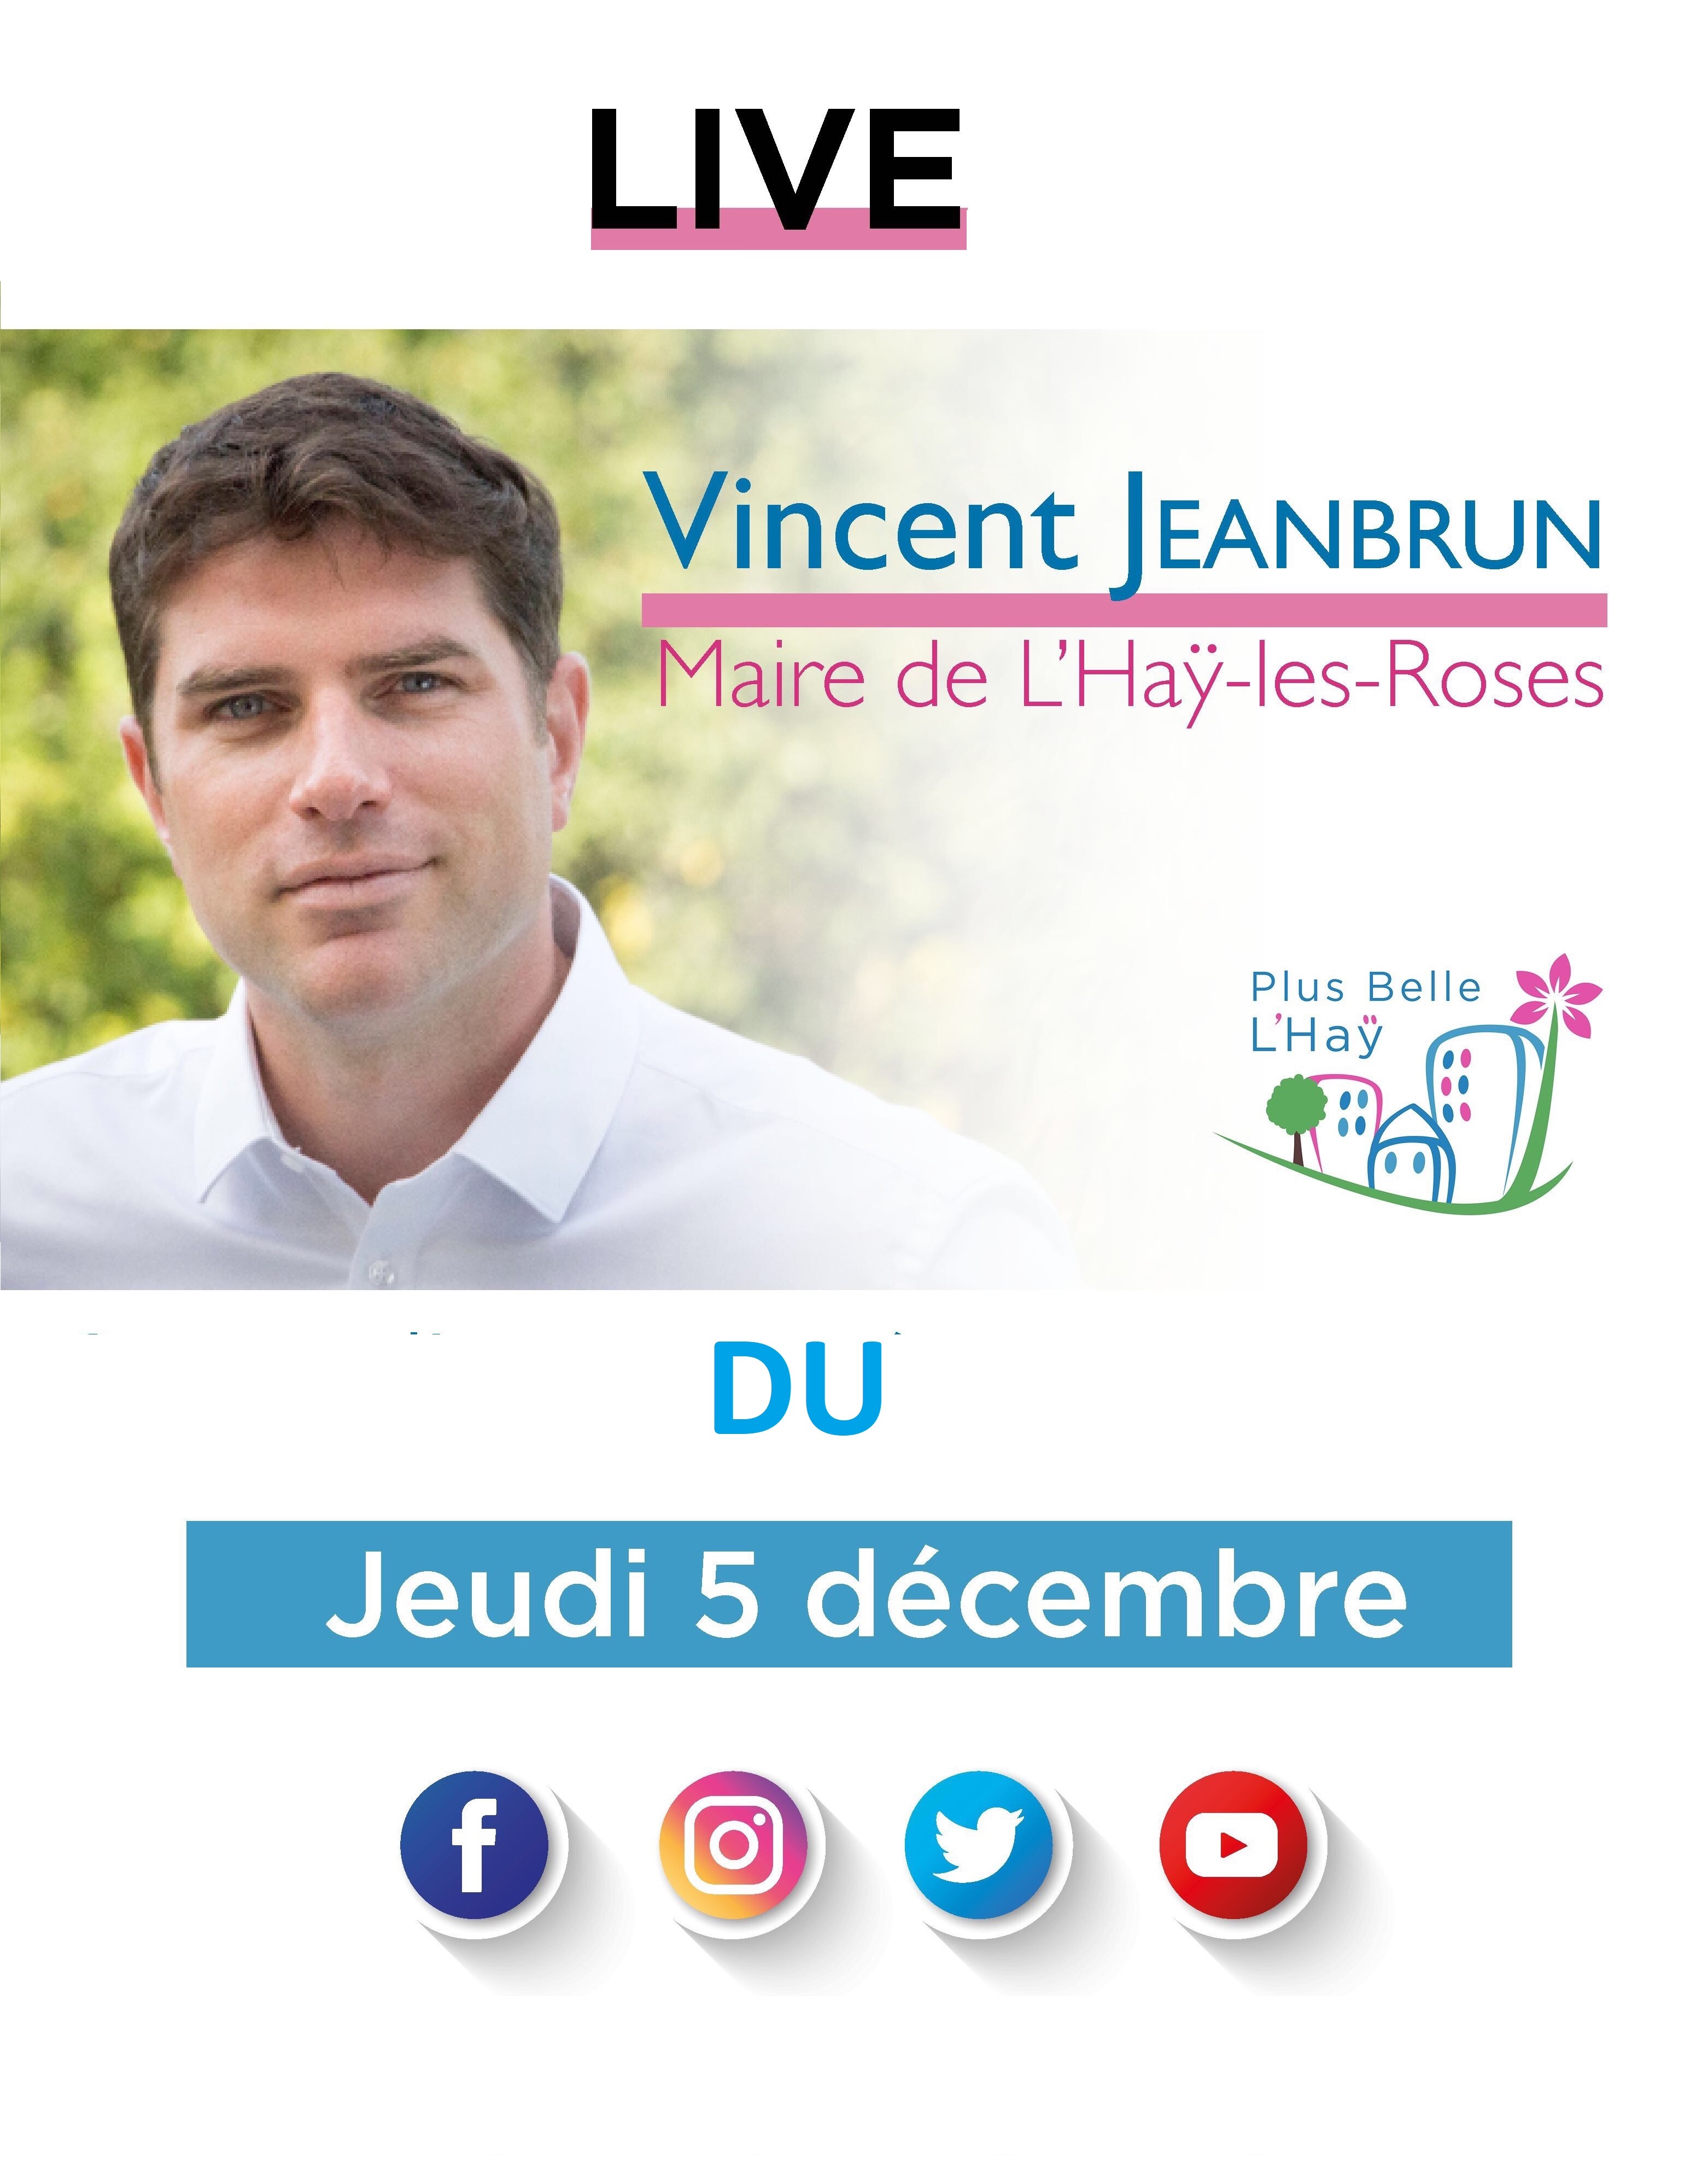 LIVE
Vincent JEANBRUN
Maire de L'Haÿ-les-Roses
Plus Belle
L'Haÿ
DU
Jeudi 5 décembre